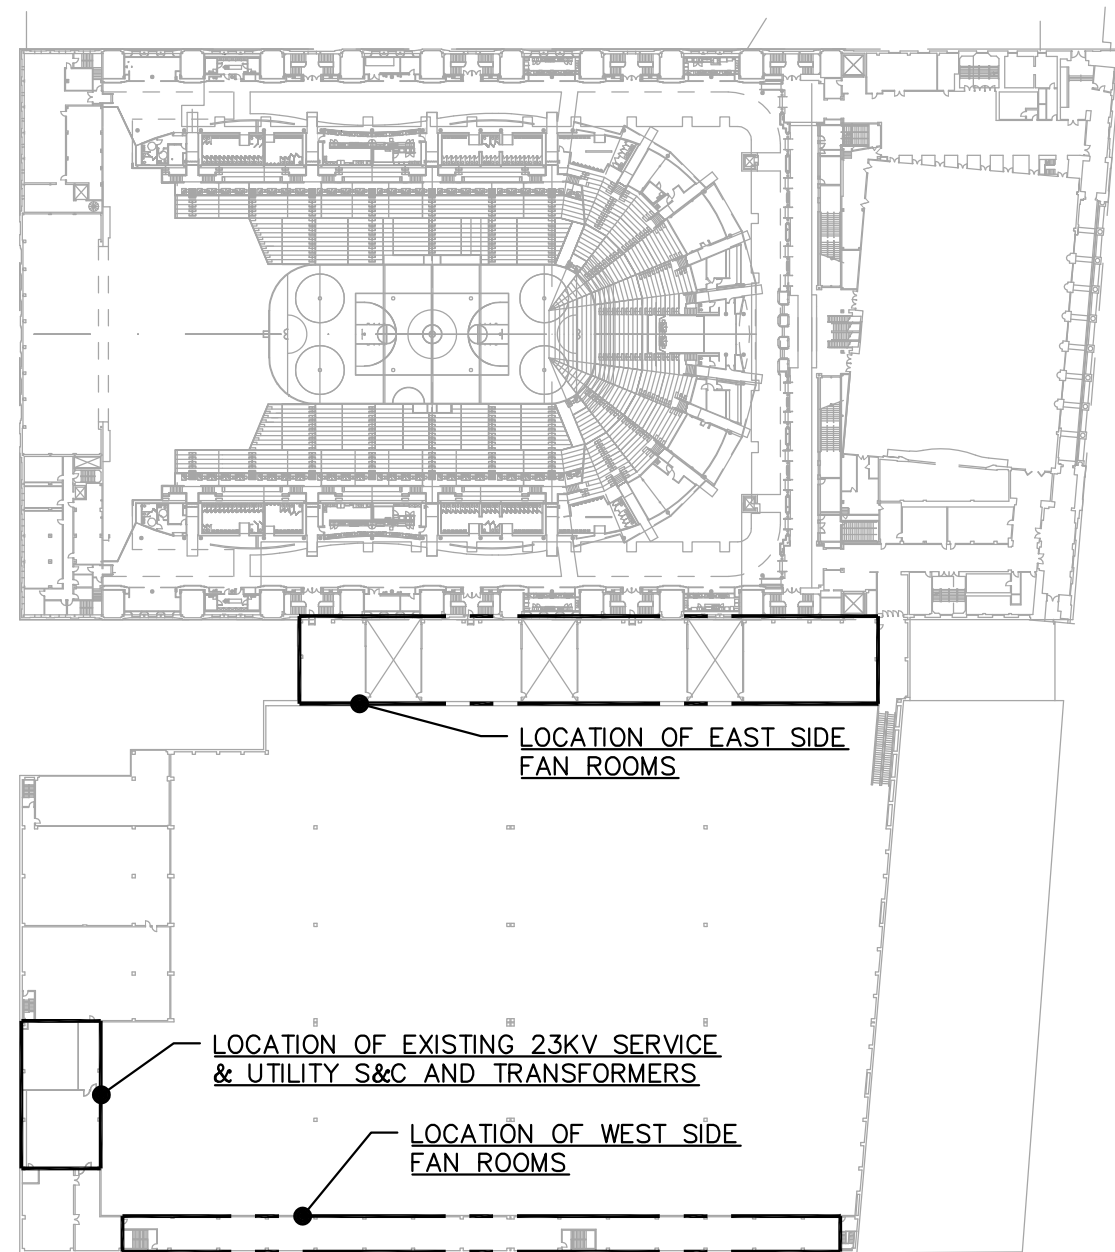 LOCATION OF EAST SIDE
FAN ROOMS
LOCATION OF EXISTING 23KV SERVICE
& UTILITY S&C AND TRANSFORMERS
LOCATION OF WEST SIDE
FAN ROOMS